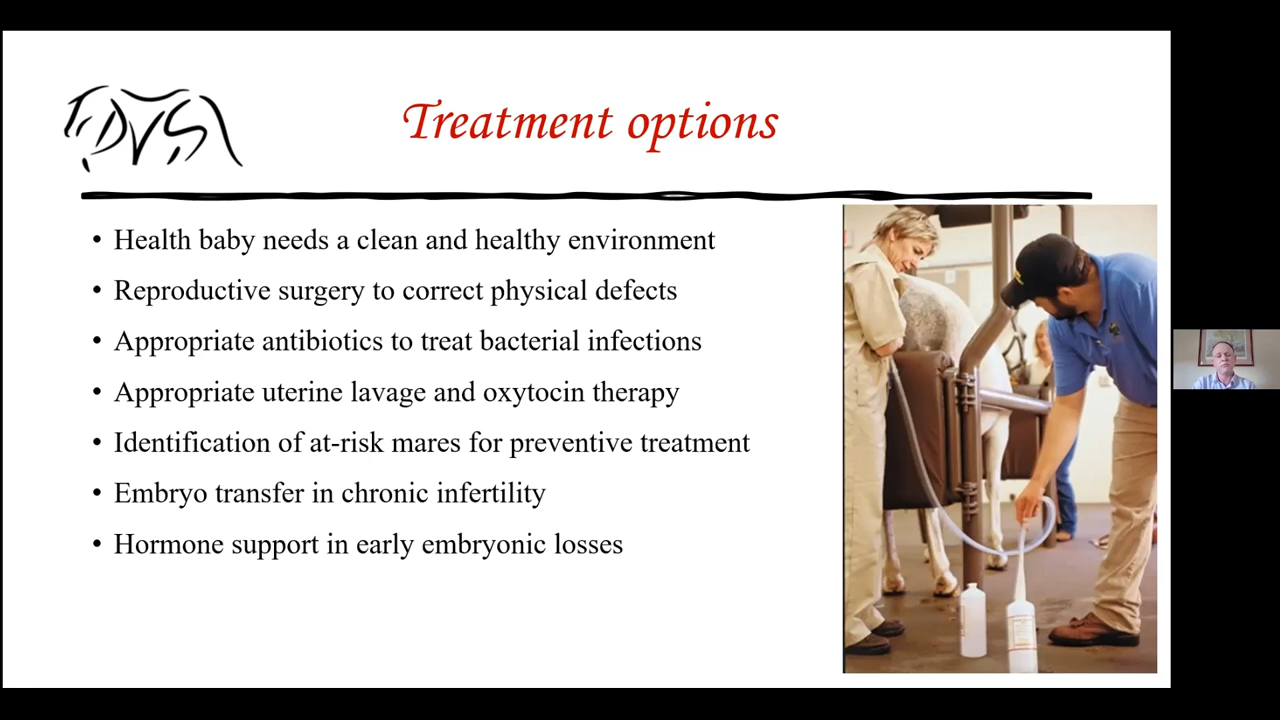 DVS
Treatment options
• Health baby needs a clean and healthy environment
• Reproductive surgery to correct physical defects
• Appropriate antibiotics to treat bacterial infections
• Appropriate uterine lavage and oxytocin therapy
• Identification of at-risk mares for preventive treatment
• Embryo transfer in chronic infertility
• Hormone support in early embryonic losses